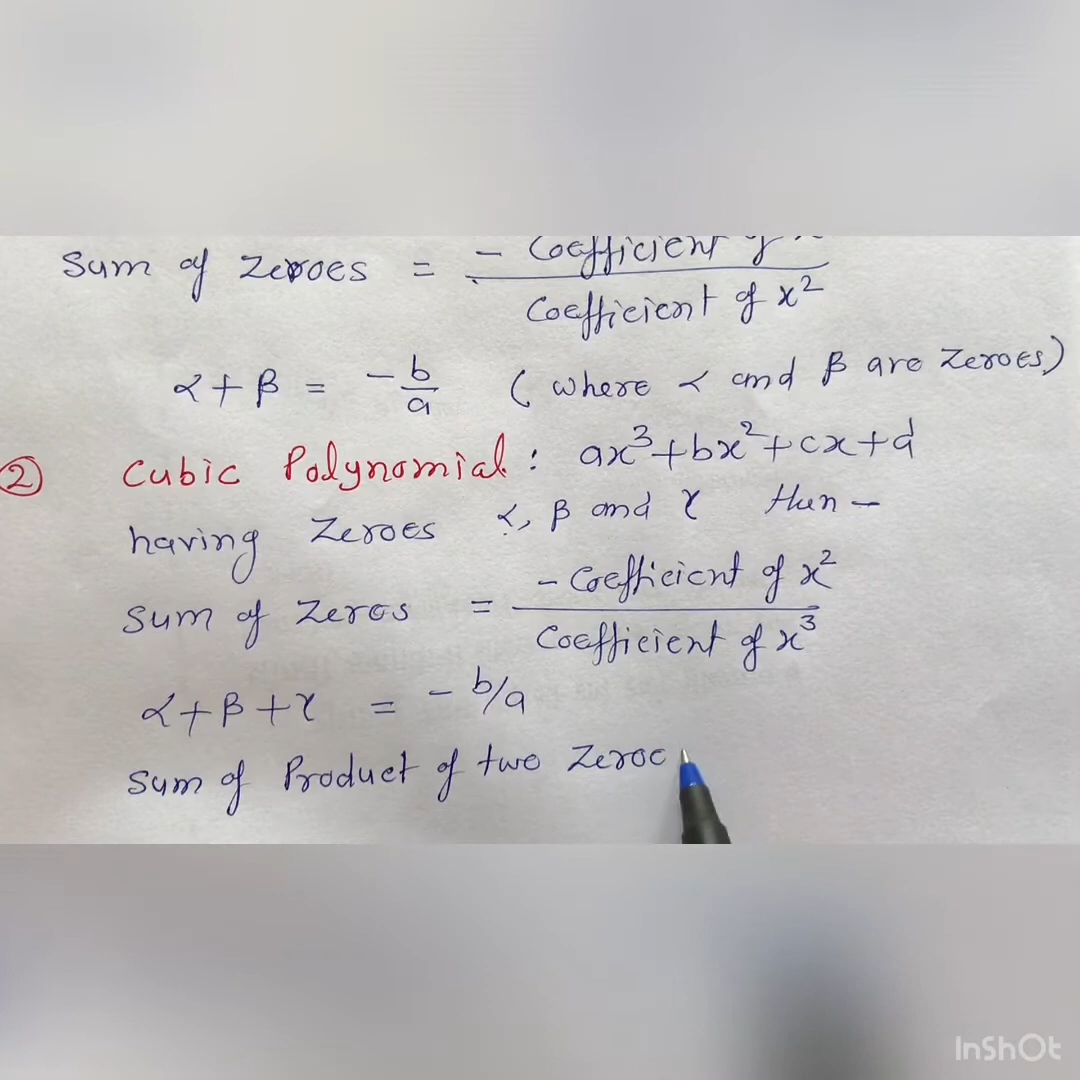 Sum of Zeroes = - Coefficient of x / Coefficient of x²
α + β = - b/a ( where α and β are zeroes)
② Cubic Polynomial : ax³+bx²+cx+d
having Zeroes α, β and γ then –
Sum of Zeros = - Coefficient of x² / Coefficient of x³
α + β + γ = - b/a
Sum of Product of two Zeroe
InShOt